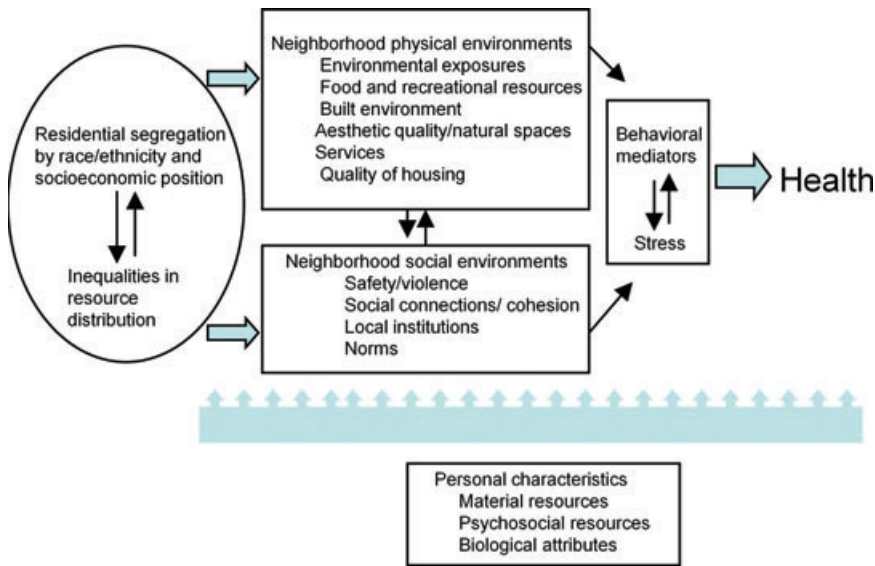 Residential segregation
by race/ethnicity and
socioeconomic position
Inequalities in
resource
distribution
Neighborhood physical environments
Environmental exposures
Food and recreational resources
Built environment
Aesthetic quality/natural spaces
Services
Quality of housing
Neighborhood social environments
Safety/violence
Social connections/ cohesion
Local institutions
Norms
Behavioral
mediators
Stress
Health
Personal characteristics
Material resources
Psychosocial resources
Biological attributes